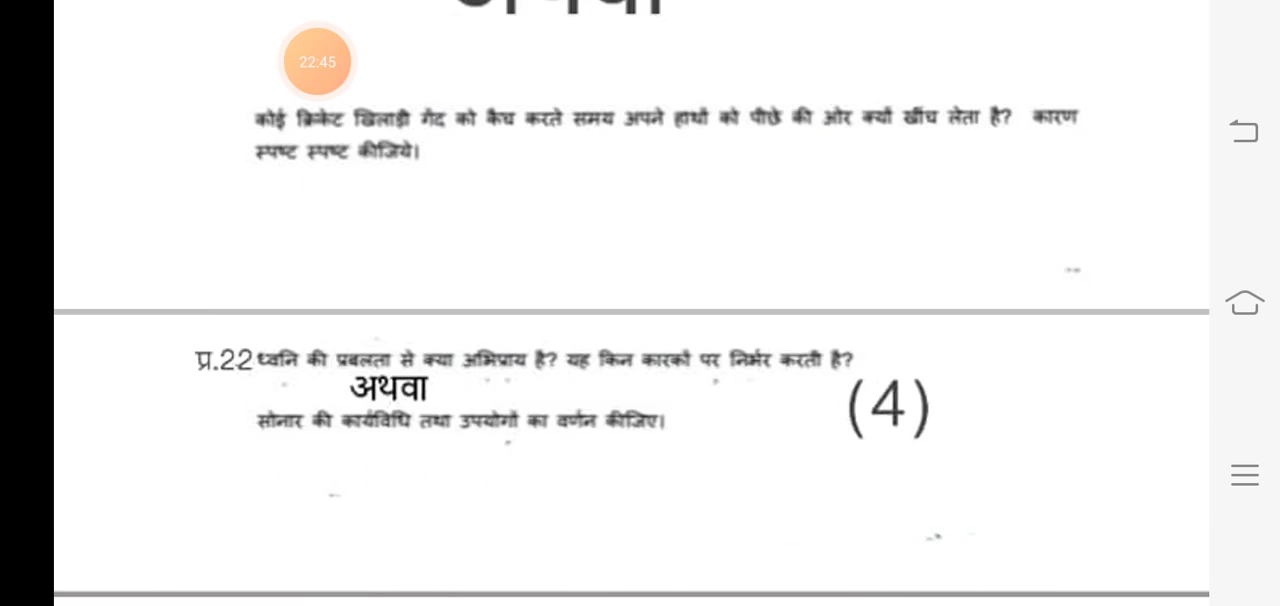 22:45
कोई क्रिकेट खिलाड़ी गेंद को कैच करते समय अपने हाथों को पीछे की ओर क्यों खींच लेता है? कारण
स्पष्ट स्पष्ट कीजिये।
प्र.22 ध्वनि की प्रबलता से क्या अभिप्राय है? यह किन कारकों पर निर्भर करती है?
अथवा
(4)
सोनार की कार्यविधि तथा उपयोगों का वर्णन कीजिए।